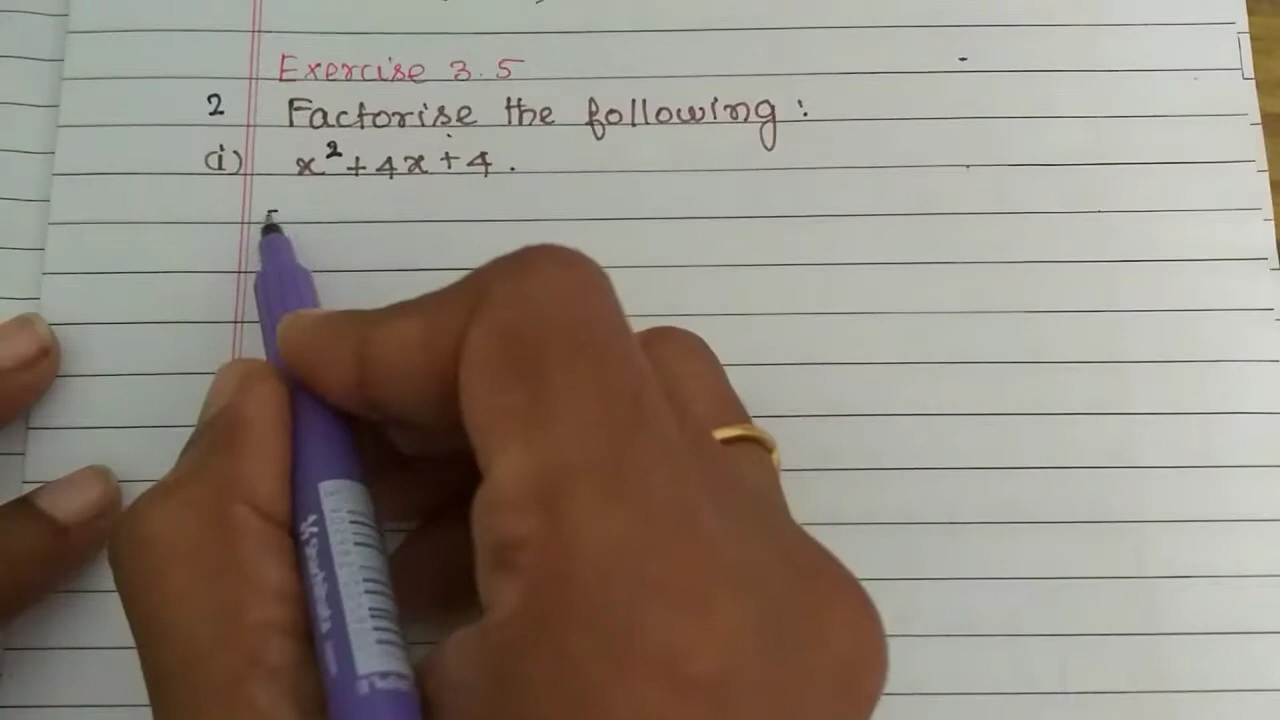 Exercise 3.5
2 Factorise the following:
(i) x² + 4x + 4.